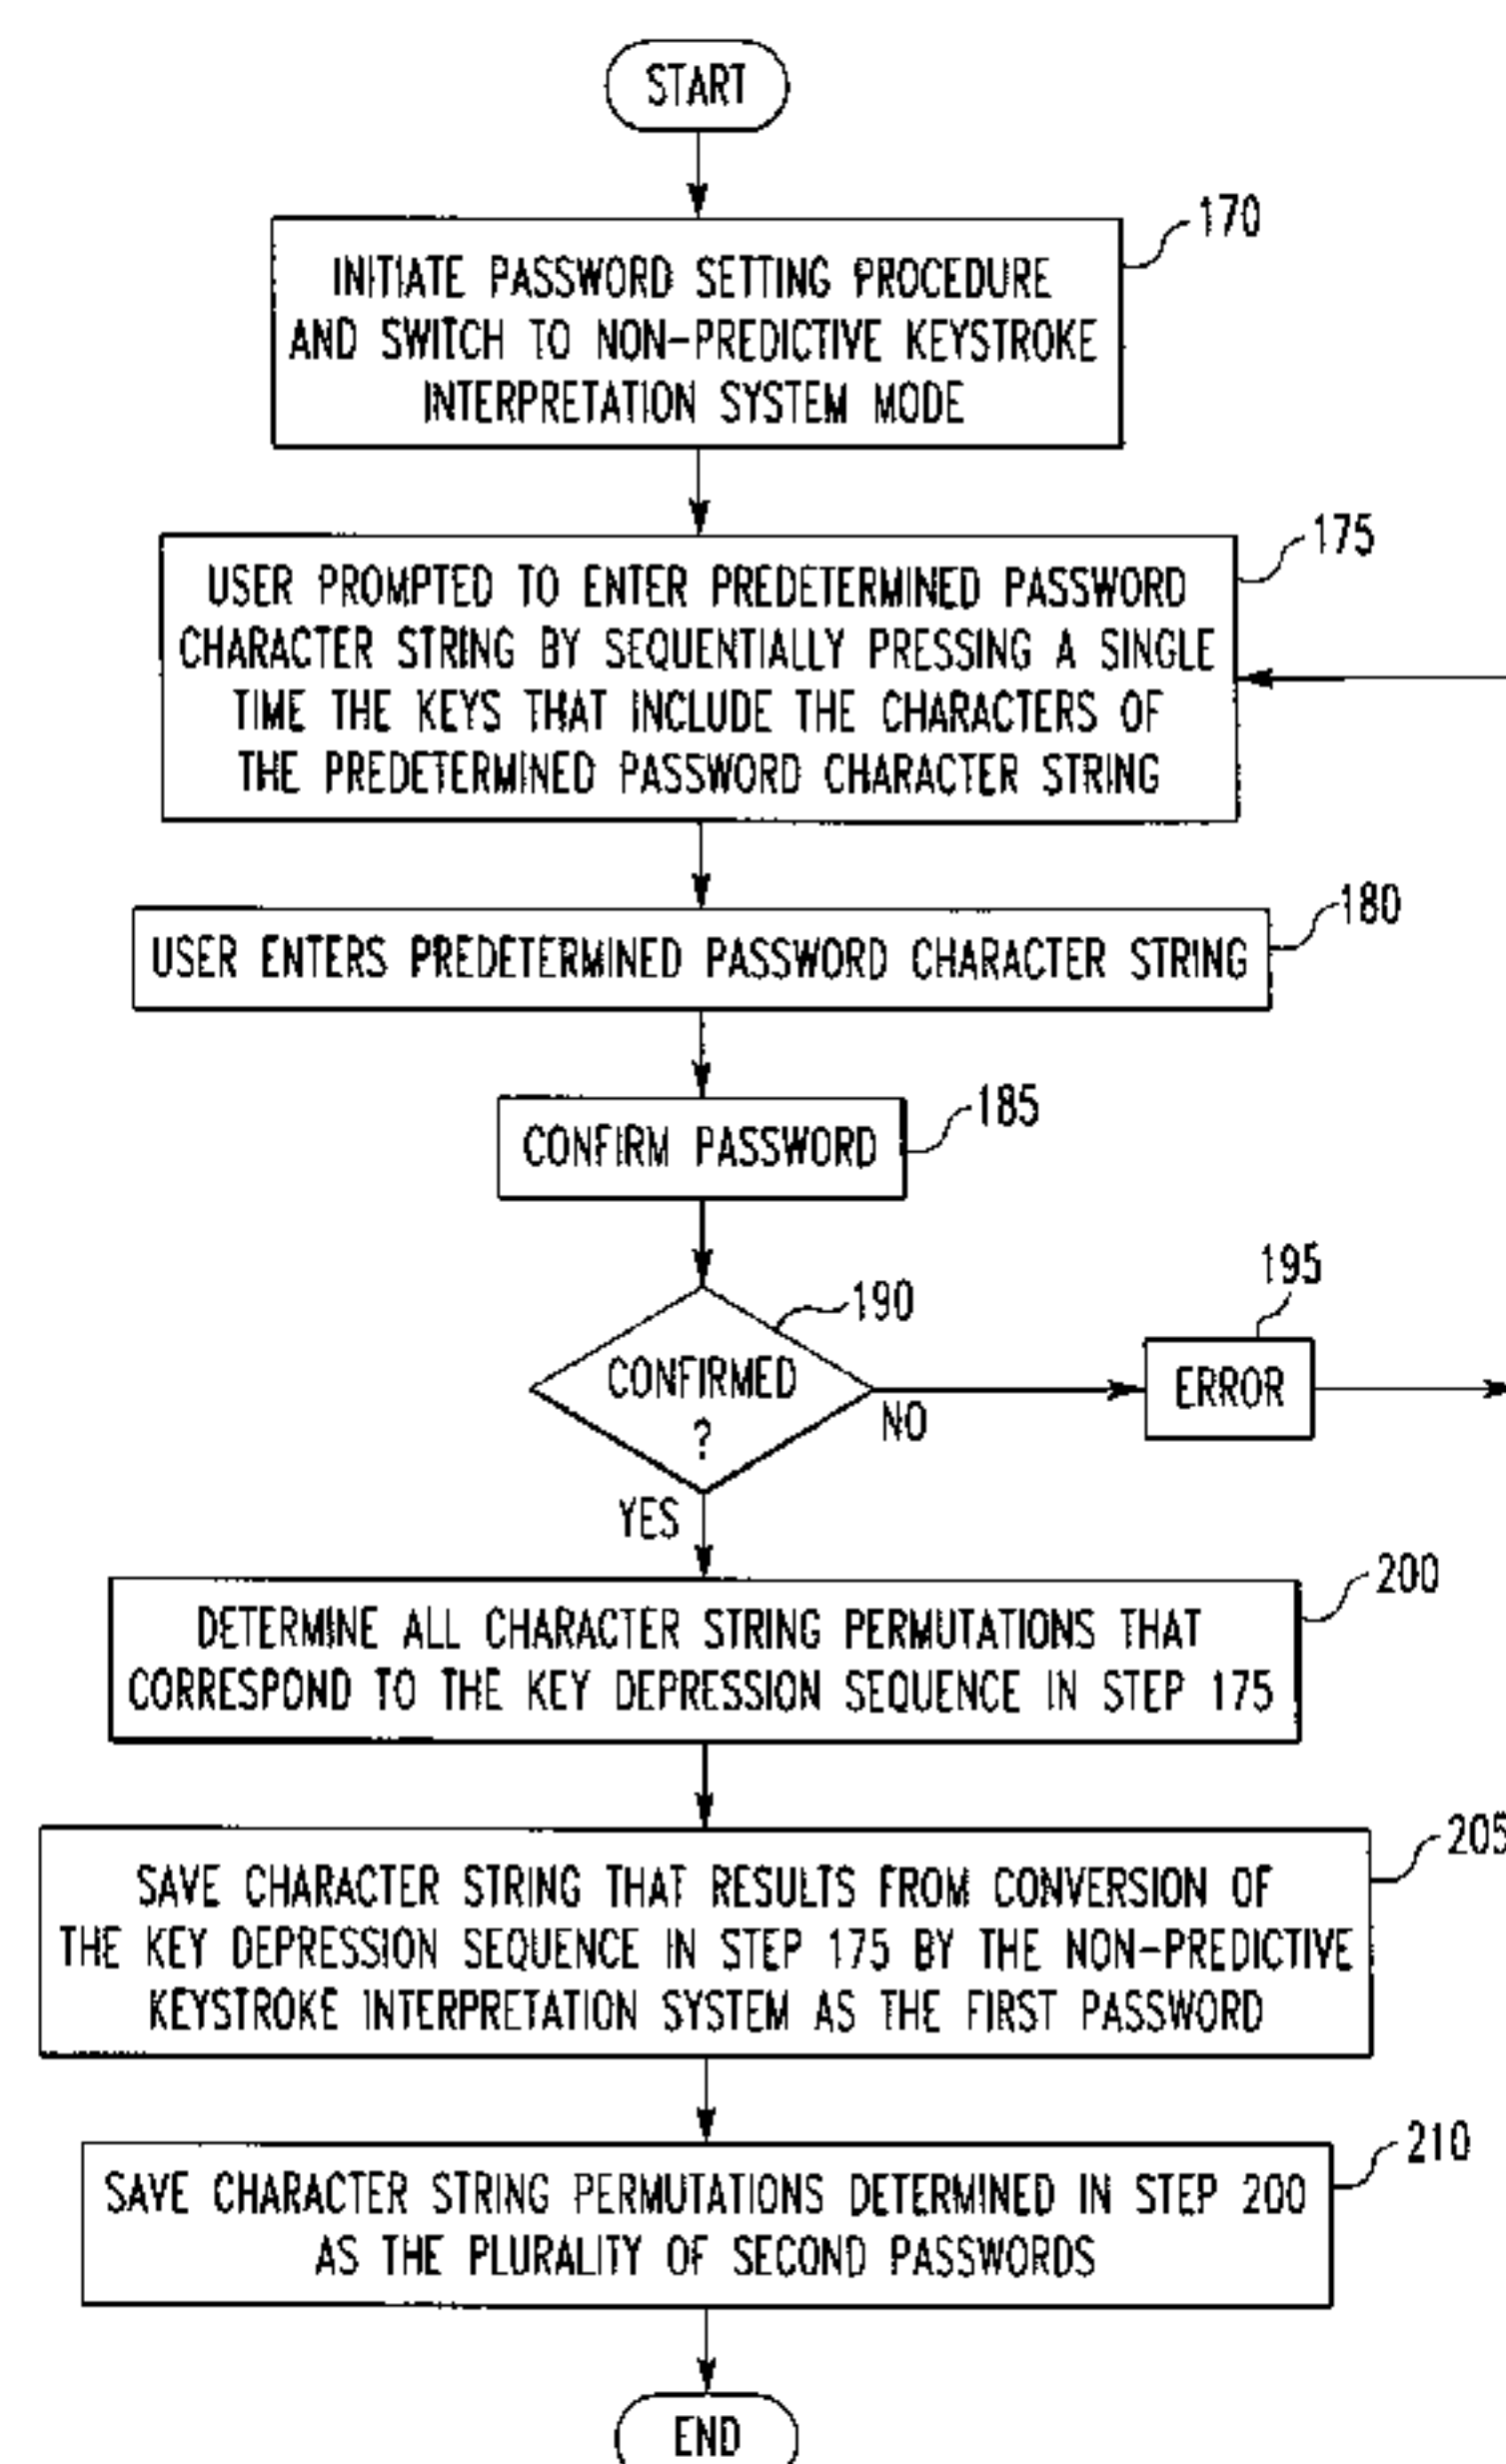 START
170
INITIATE PASSWORD SETTING PROCEDURE
AND SWITCH TO NON-PREDICTIVE KEYSTROKE
INTERPRETATION SYSTEM MODE
175
USER PROMPTED TO ENTER PREDETERMINED PASSWORD
CHARACTER STRING BY SEQUENTIALLY PRESSING A SINGLE
TIME THE KEYS THAT INCLUDE THE CHARACTERS OF
THE PREDETERMINED PASSWORD CHARACTER STRING
180
USER ENTERS PREDETERMINED PASSWORD CHARACTER STRING
185
CONFIRM PASSWORD
190
195
CONFIRMED
?
NO
ERROR
YES
200
DETERMINE ALL CHARACTER STRING PERMUTATIONS THAT
CORRESPOND TO THE KEY DEPRESSION SEQUENCE IN STEP 175
205
SAVE CHARACTER STRING THAT RESULTS FROM CONVERSION OF
THE KEY DEPRESSION SEQUENCE IN STEP 175 BY THE NON-PREDICTIVE
KEYSTROKE INTERPRETATION SYSTEM AS THE FIRST PASSWORD
210
SAVE CHARACTER STRING PERMUTATIONS DETERMINED IN STEP 200
AS THE PLURALITY OF SECOND PASSWORDS
END